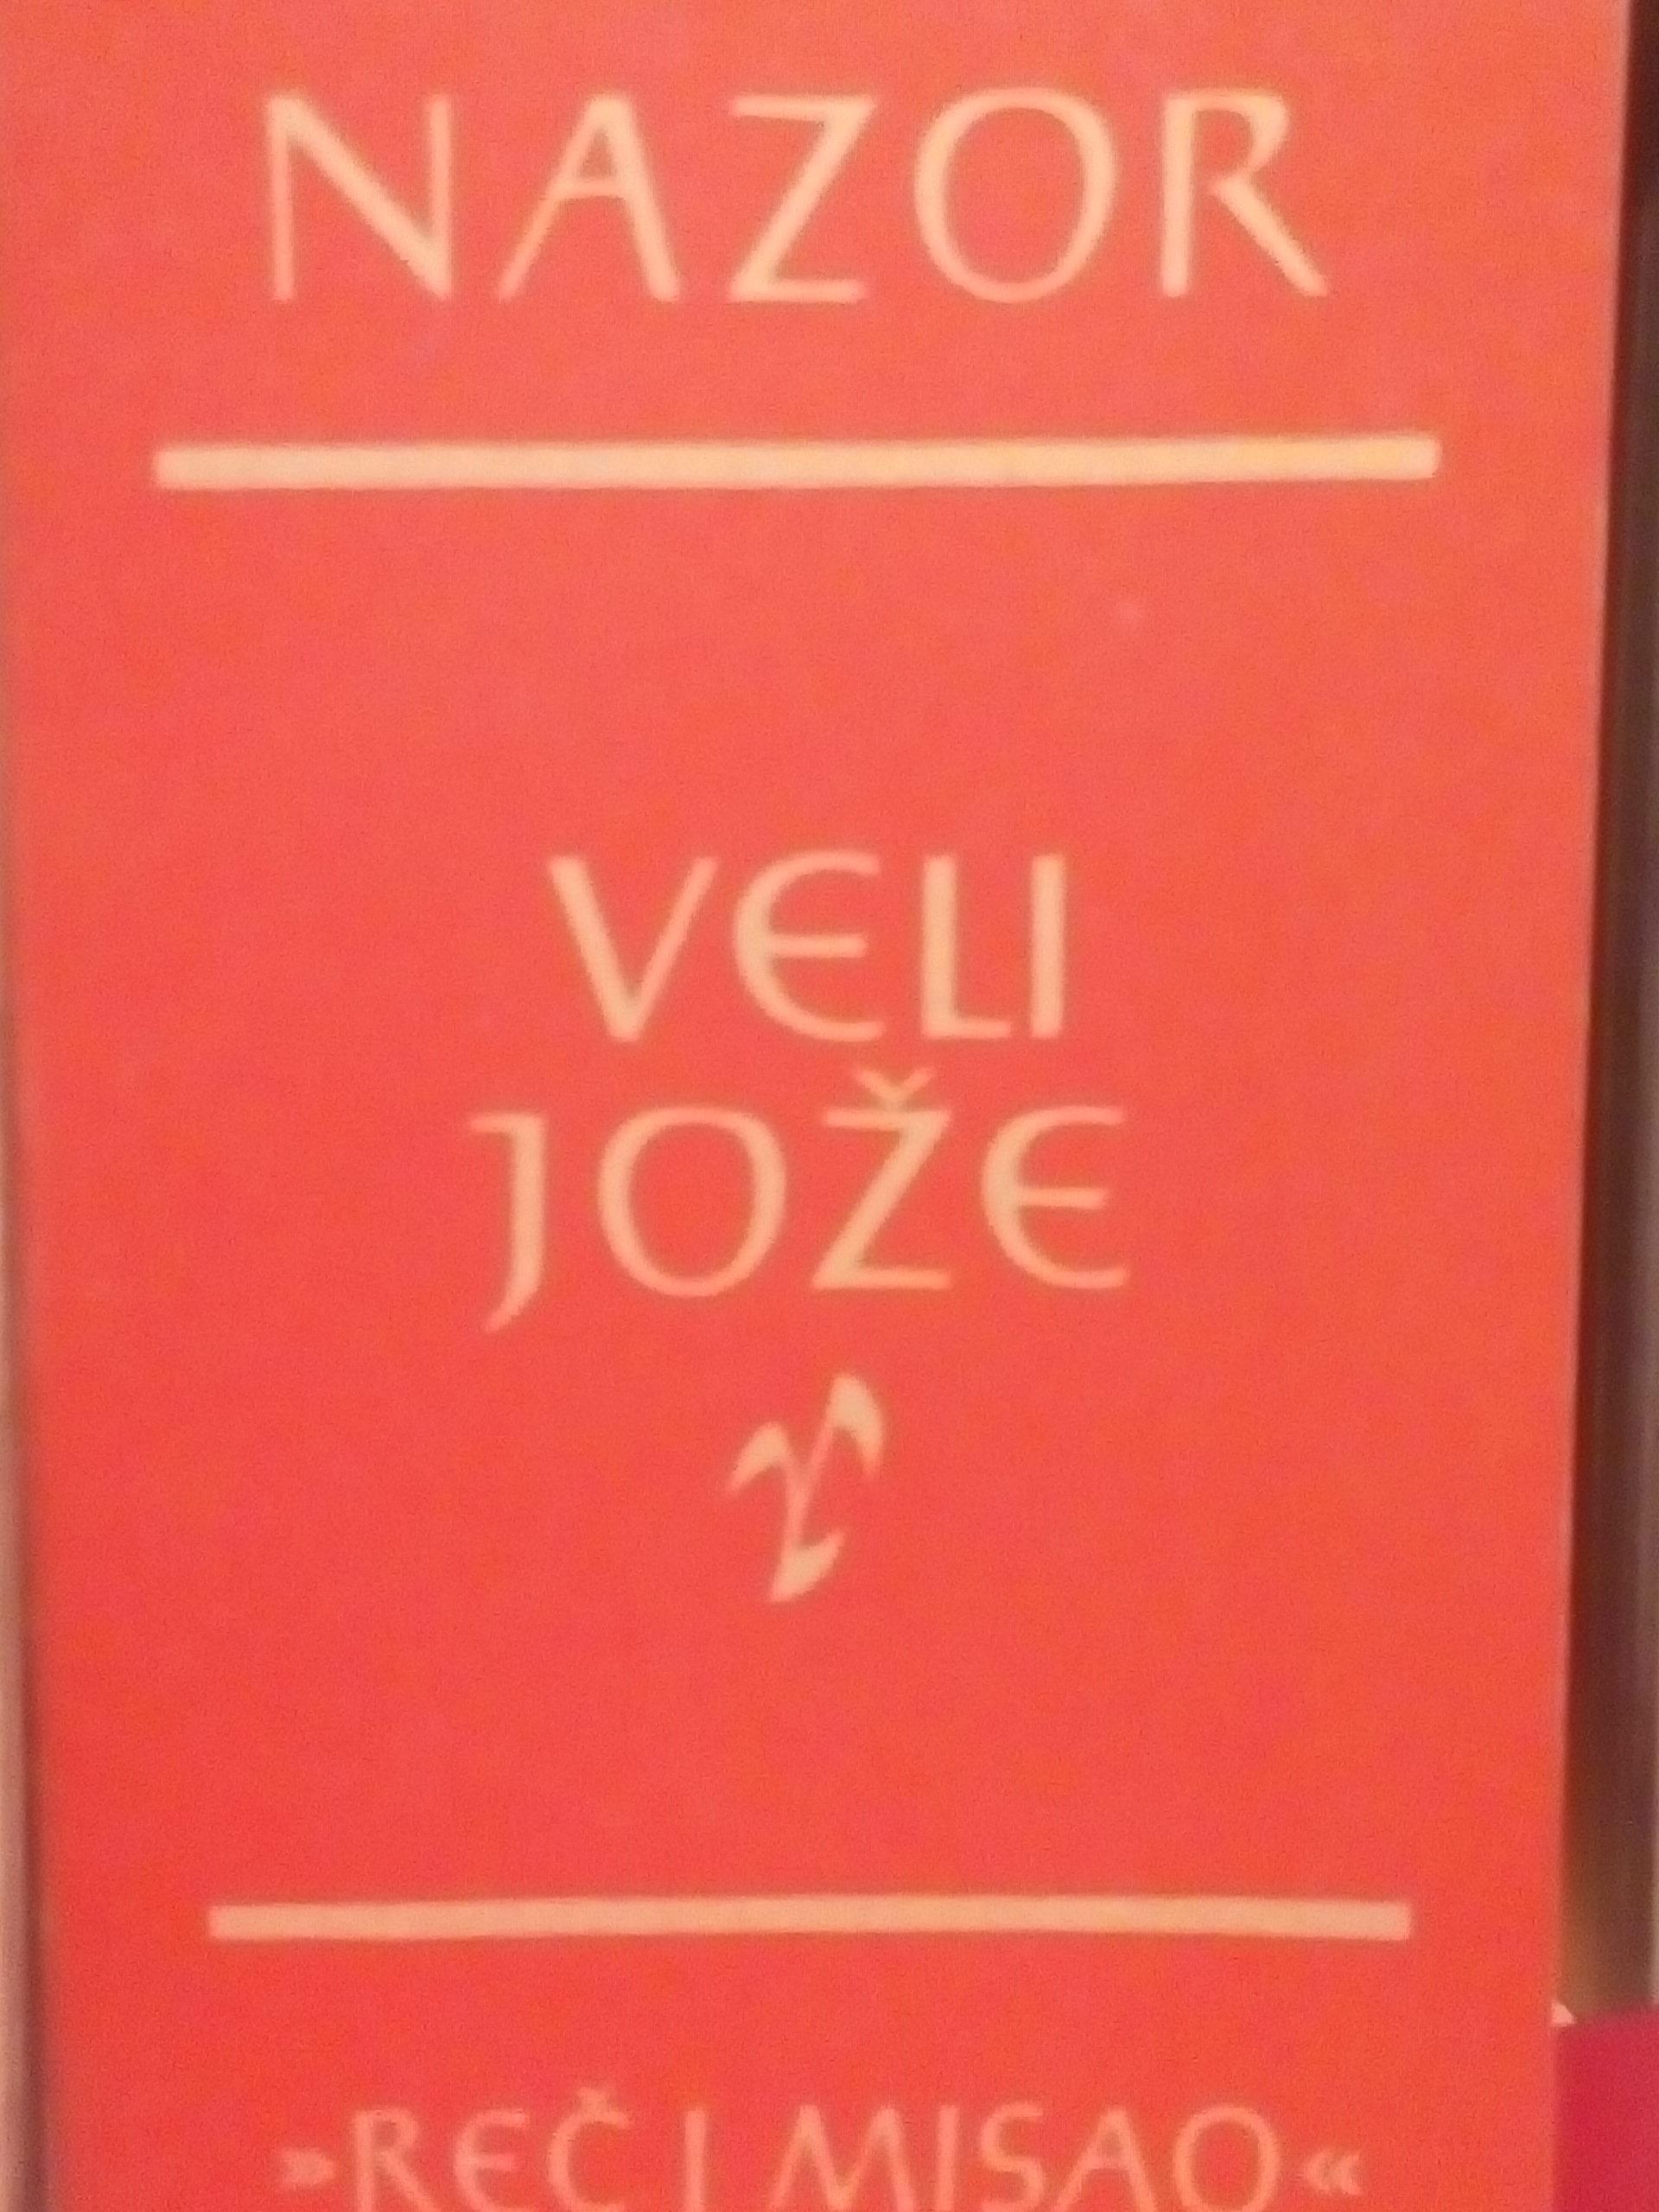 NAZOR
VELI
JOŽE
»REČ I MISAO«